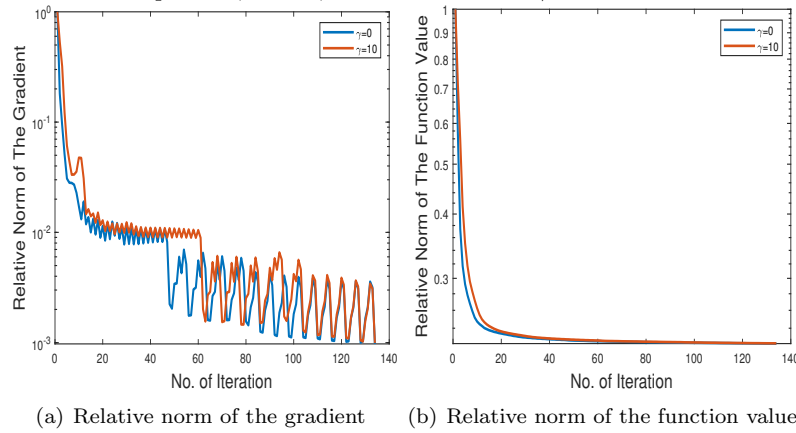 10^0
10^-1
10^-2
10^-3
0 20 40 60 80 100 120 140
Relative Norm of The Gradient
No. of Iteration
γ=0
γ=10
1
0.9
0.8
0.7
0.6
0.5
0.4
0.3
0 20 40 60 80 100 120 140
Relative Norm of The Function Value
No. of Iteration
γ=0
γ=10
(a) Relative norm of the gradient
(b) Relative norm of the function value